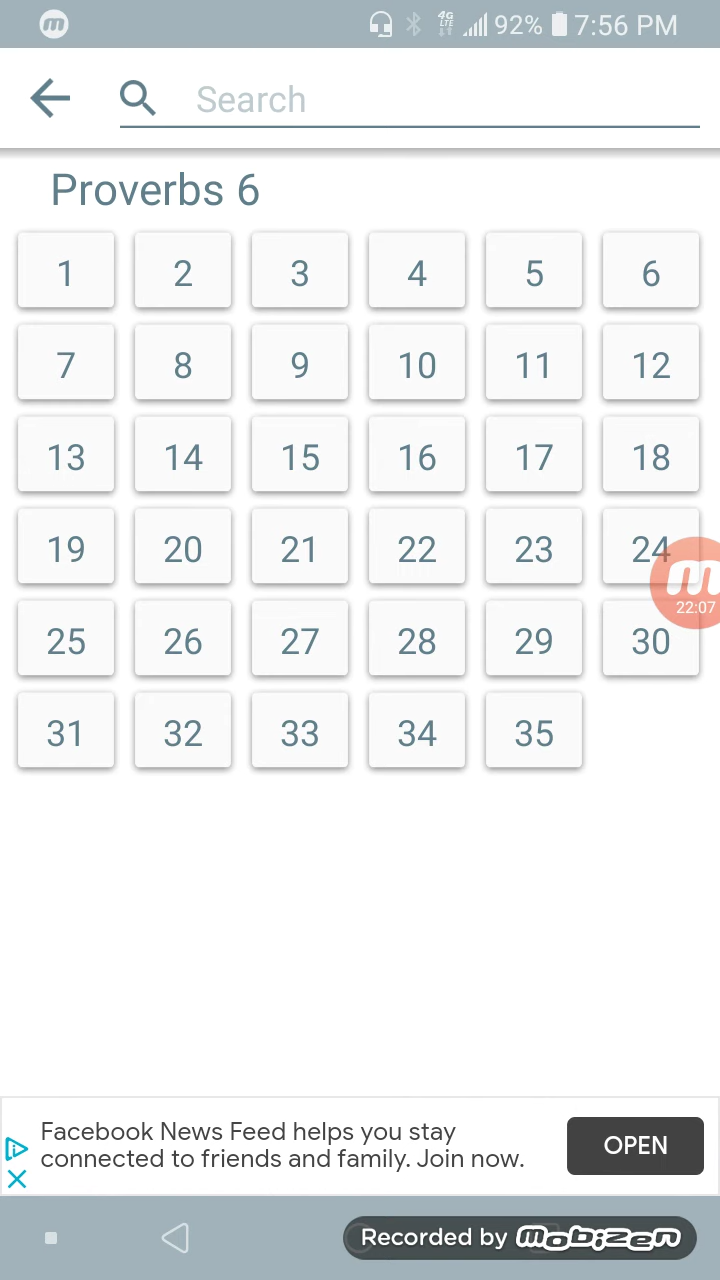 m 4G LTE 92% 7:56 PM
Search
Proverbs 6
1 2 3 4 5 6
7 8 9 10 11 12
13 14 15 16 17 18
19 20 21 22 23 24
m
22:07
25 26 27 28 29 30
31 32 33 34 35
Facebook News Feed helps you stay
connected to friends and family. Join now.
OPEN
Recorded by mobizen